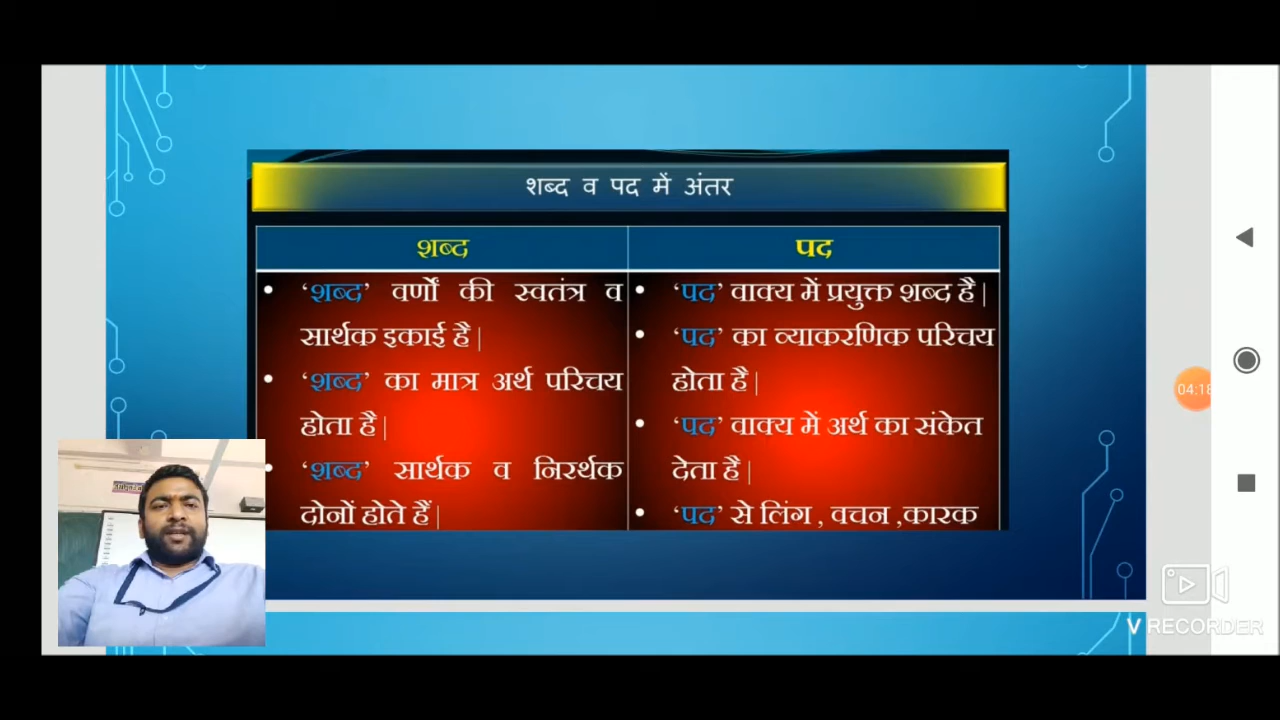 शब्द व पद में अंतर
शब्द
पद
• ‘शब्द’ वर्णों की स्वतंत्र व
सार्थक इकाई है|
• ‘शब्द’ का मात्र अर्थ परिचय
होता है|
• ‘शब्द’ सार्थक व निरर्थक
दोनों होते हैं|
• ‘पद’ वाक्य में प्रयुक्त शब्द है|
• ‘पद’ का व्याकरणिक परिचय
होता है|
• ‘पद’ वाक्य में अर्थ का संकेत
देता है|
• ‘पद’ से लिंग , वचन ,कारक
04:18
V RECORDER